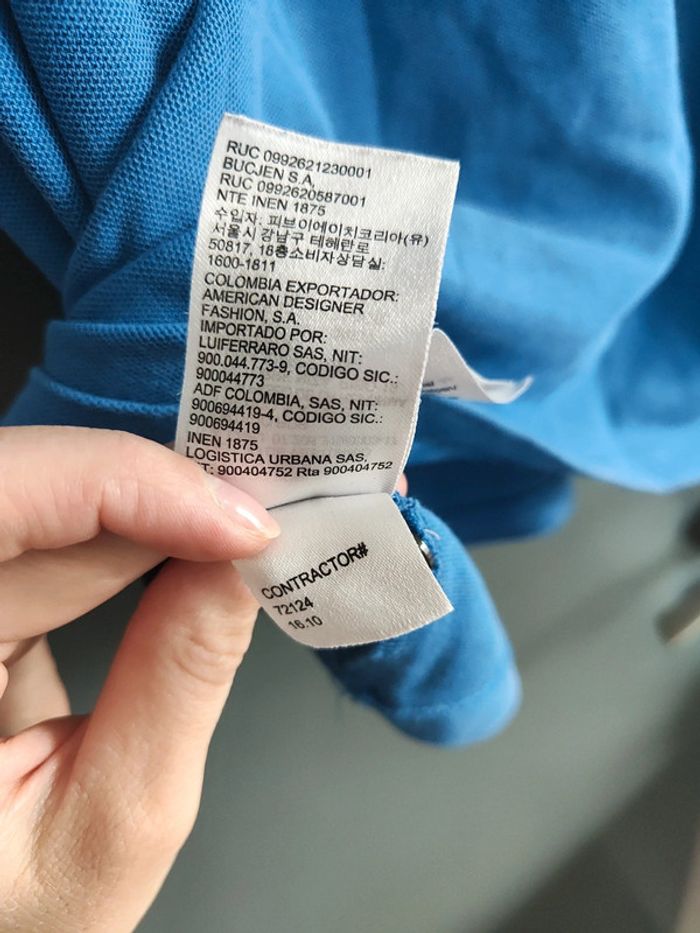 RUC 0992621230001
BUCJEN S.A,
RUC 0992620587001
NTE INEN 1875
수입자: 피브이에이치코리아(유)
서울시 강남구 테헤란로
50817, 18층소비자상담실:
1600-1811
COLOMBIA EXPORTADOR:
AMERICAN DESIGNER
FASHION, S.A.
IMPORTADO POR:
LUIFERRARO SAS, NIT:
900.044.773-9, CODIGO SIC.:
900044773
ADF COLOMBIA, SAS, NIT:
900694419-4, CODIGO SIC.:
900694419
INEN 1875
LOGISTICA URBANA SAS,
IT: 900404752 Rta 900404752
CONTRACTOR#
72124
16.10